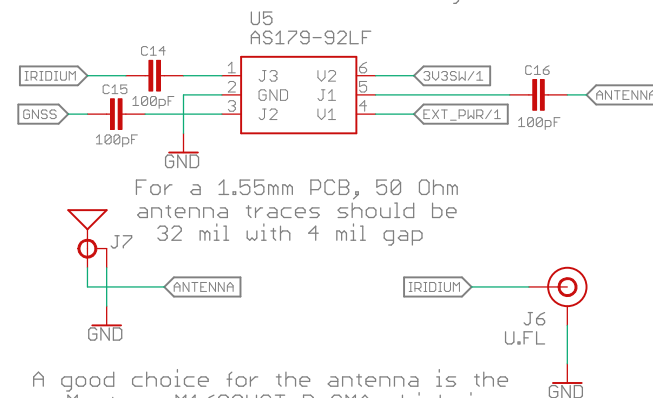 U5
AS179-92LF
C14
IRIDIUM
100pF
1 J3 V2 6
2 GND J1 5
3 J2 V1 4
3V3SW/1
EXT_PWR/1
C16
100pF
ANTENNA
C15
GNSS
100pF
GND
For a 1.55mm PCB, 50 Ohm
antenna traces should be
32 mil with 4 mil gap
J7
ANTENNA
GND
IRIDIUM
J6
U.FL
GND
A good choice for the antenna is the